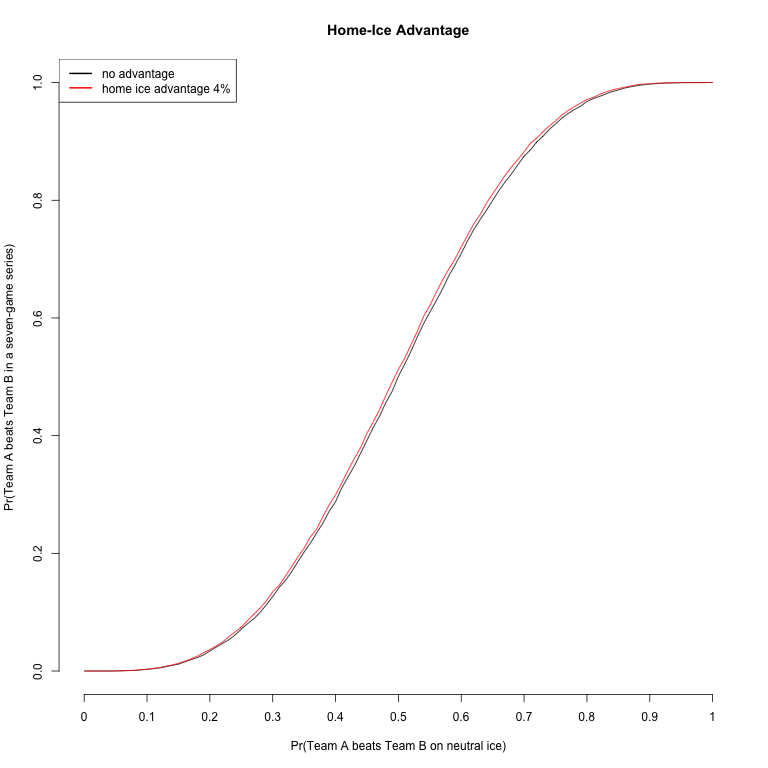 Home-Ice Advantage
no advantage
home ice advantage 4%
Pr(Team A beats Team B in a seven-game series)
1.0
0.8
0.6
0.4
0.2
0.0
0 0.1 0.2 0.3 0.4 0.5 0.6 0.7 0.8 0.9 1
Pr(Team A beats Team B on neutral ice)